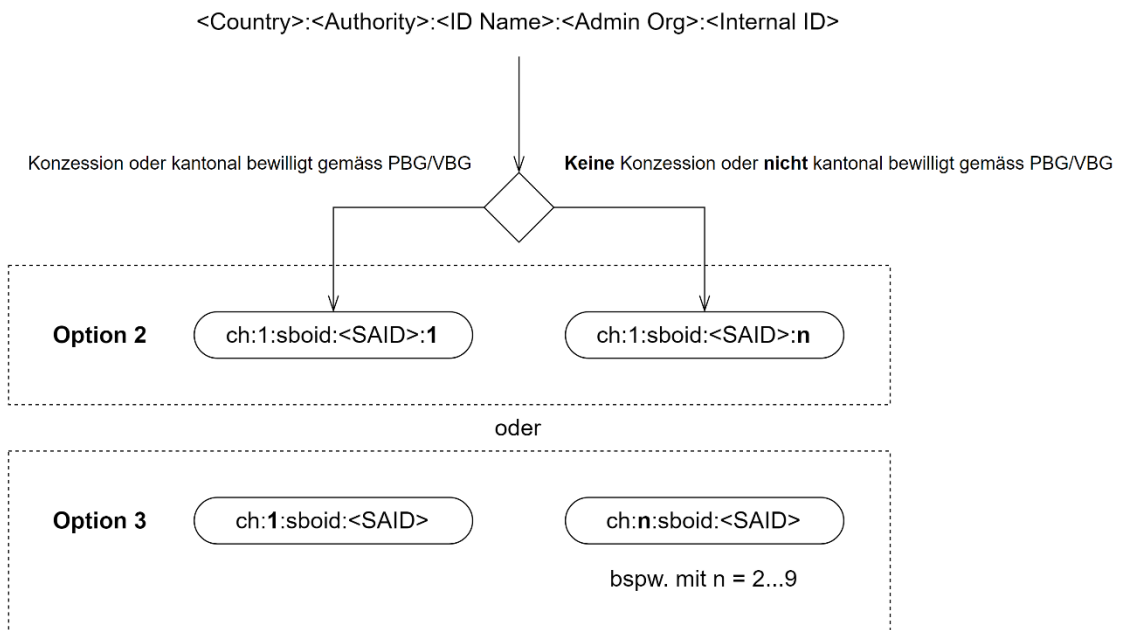 <Country>:<Authority>:<ID Name>:<Admin Org>:<Internal ID>
Konzession oder kantonal bewilligt gemäss PBG/VBG
Keine Konzession oder nicht kantonal bewilligt gemäss PBG/VBG
Option 2
ch:1:sboid:<SAID>:1
ch:1:sboid:<SAID>:n
oder
Option 3
ch:1:sboid:<SAID>
ch:n:sboid:<SAID>
bspw. mit n = 2...9